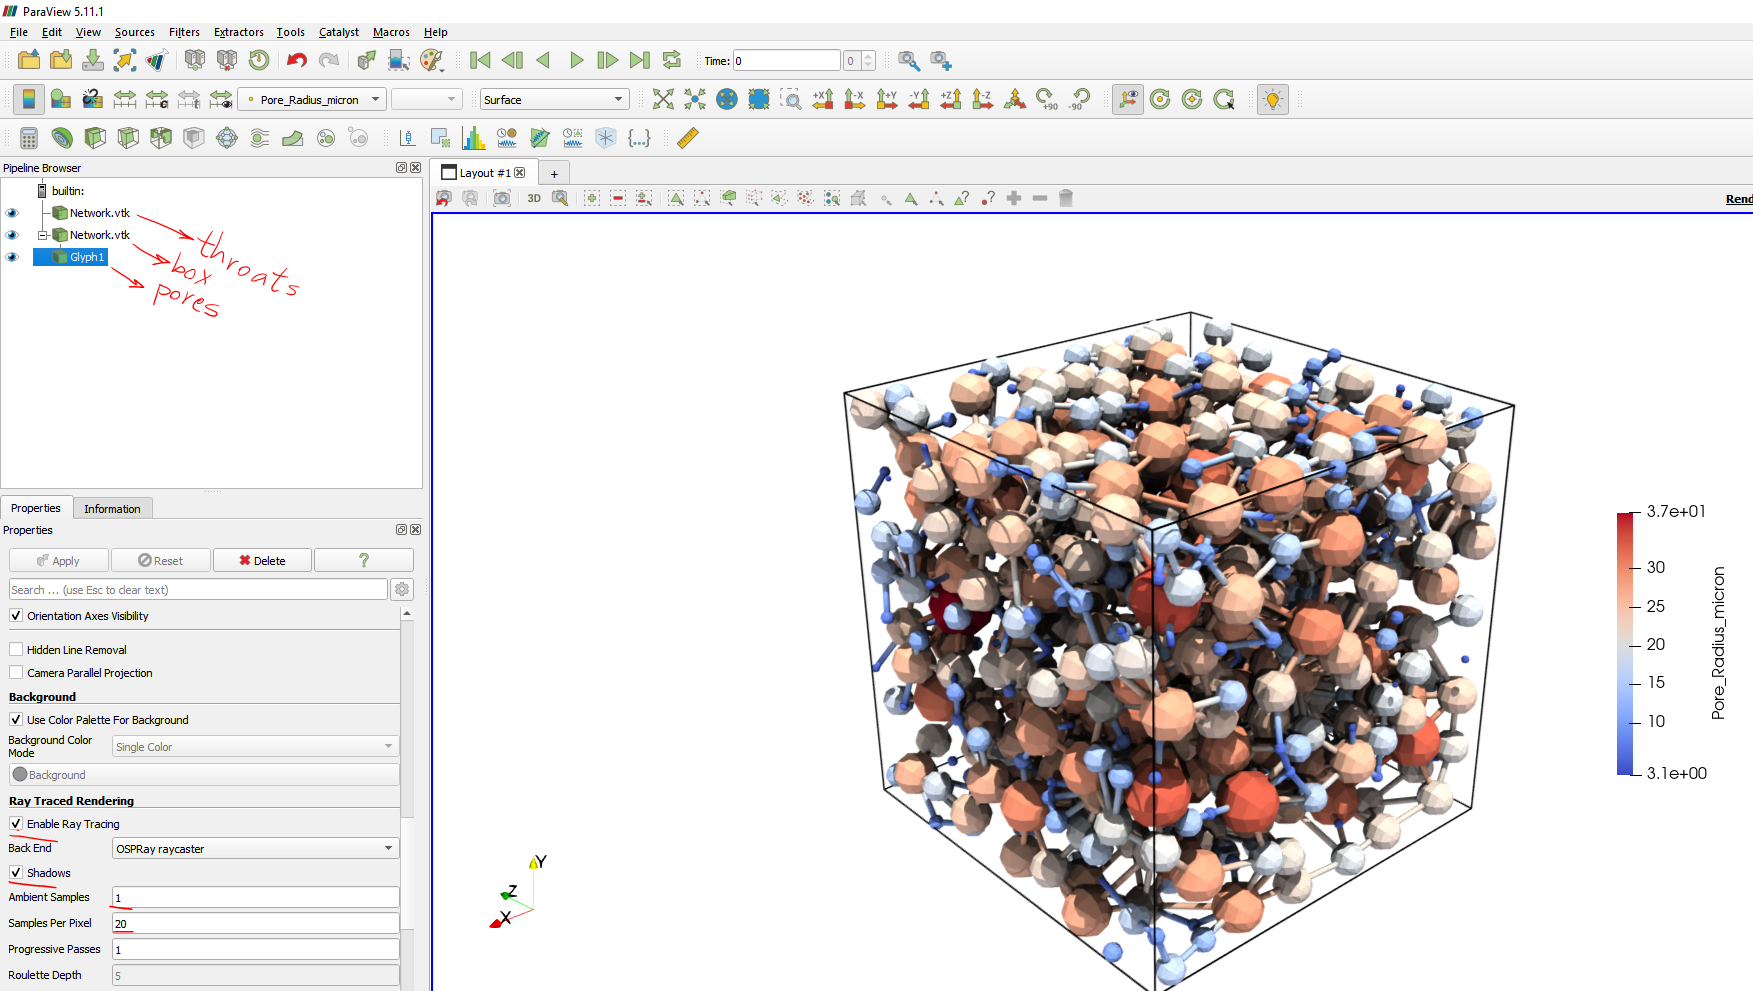 ParaView 5.11.1
File Edit View Sources Filters Extractors Tools Catalyst Macros Help
Time: 0 0
Pore_Radius_micron Surface +X -X +Y -Y +Z -Z +90 -90
Pipeline Browser
Layout #1 +
builtin:
3D
Rend
Network.vtk
Network.vtk
Glyph1
throats
box
pores
Properties Information
Properties
Apply Reset Delete ?
Search ... (use Esc to clear text)
Orientation Axes Visibility
Hidden Line Removal
Camera Parallel Projection
Background
Use Color Palette For Background
Background Color Mode Single Color
Background
Ray Traced Rendering
Enable Ray Tracing
Back End OSPRay raycaster
Shadows
Ambient Samples 1
Samples Per Pixel 20
Progressive Passes 1
Roulette Depth 5
Y
Z
X
3.7e+01
30
25
20
15
10
3.1e+00
Pore_Radius_micron